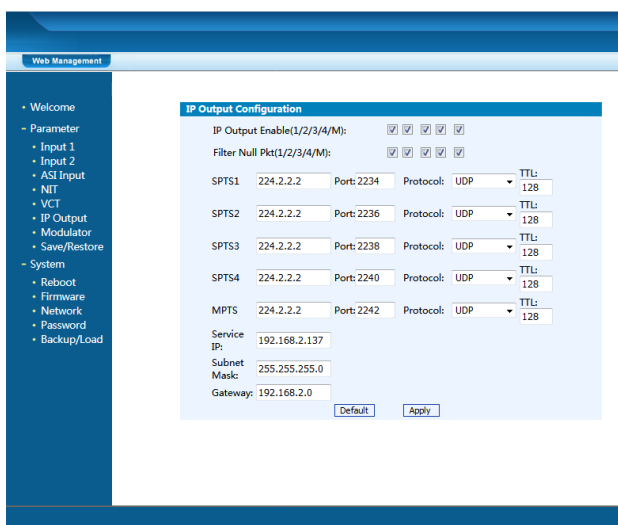 Web Management
• Welcome
- Parameter
• Input 1
• Input 2
• ASI Input
• NIT
• VCT
• IP Output
• Modulator
• Save/Restore
- System
• Reboot
• Firmware
• Network
• Password
• Backup/Load
IP Output Configuration
IP Output Enable(1/2/3/4/M):
Filter Null Pkt(1/2/3/4/M):
SPTS1 224.2.2.2 Port: 2234 Protocol: UDP TTL: 128
SPTS2 224.2.2.2 Port: 2236 Protocol: UDP TTL: 128
SPTS3 224.2.2.2 Port: 2238 Protocol: UDP TTL: 128
SPTS4 224.2.2.2 Port: 2240 Protocol: UDP TTL: 128
MPTS 224.2.2.2 Port: 2242 Protocol: UDP TTL: 128
Service IP: 192.168.2.137
Subnet Mask: 255.255.255.0
Gateway: 192.168.2.0
Default Apply